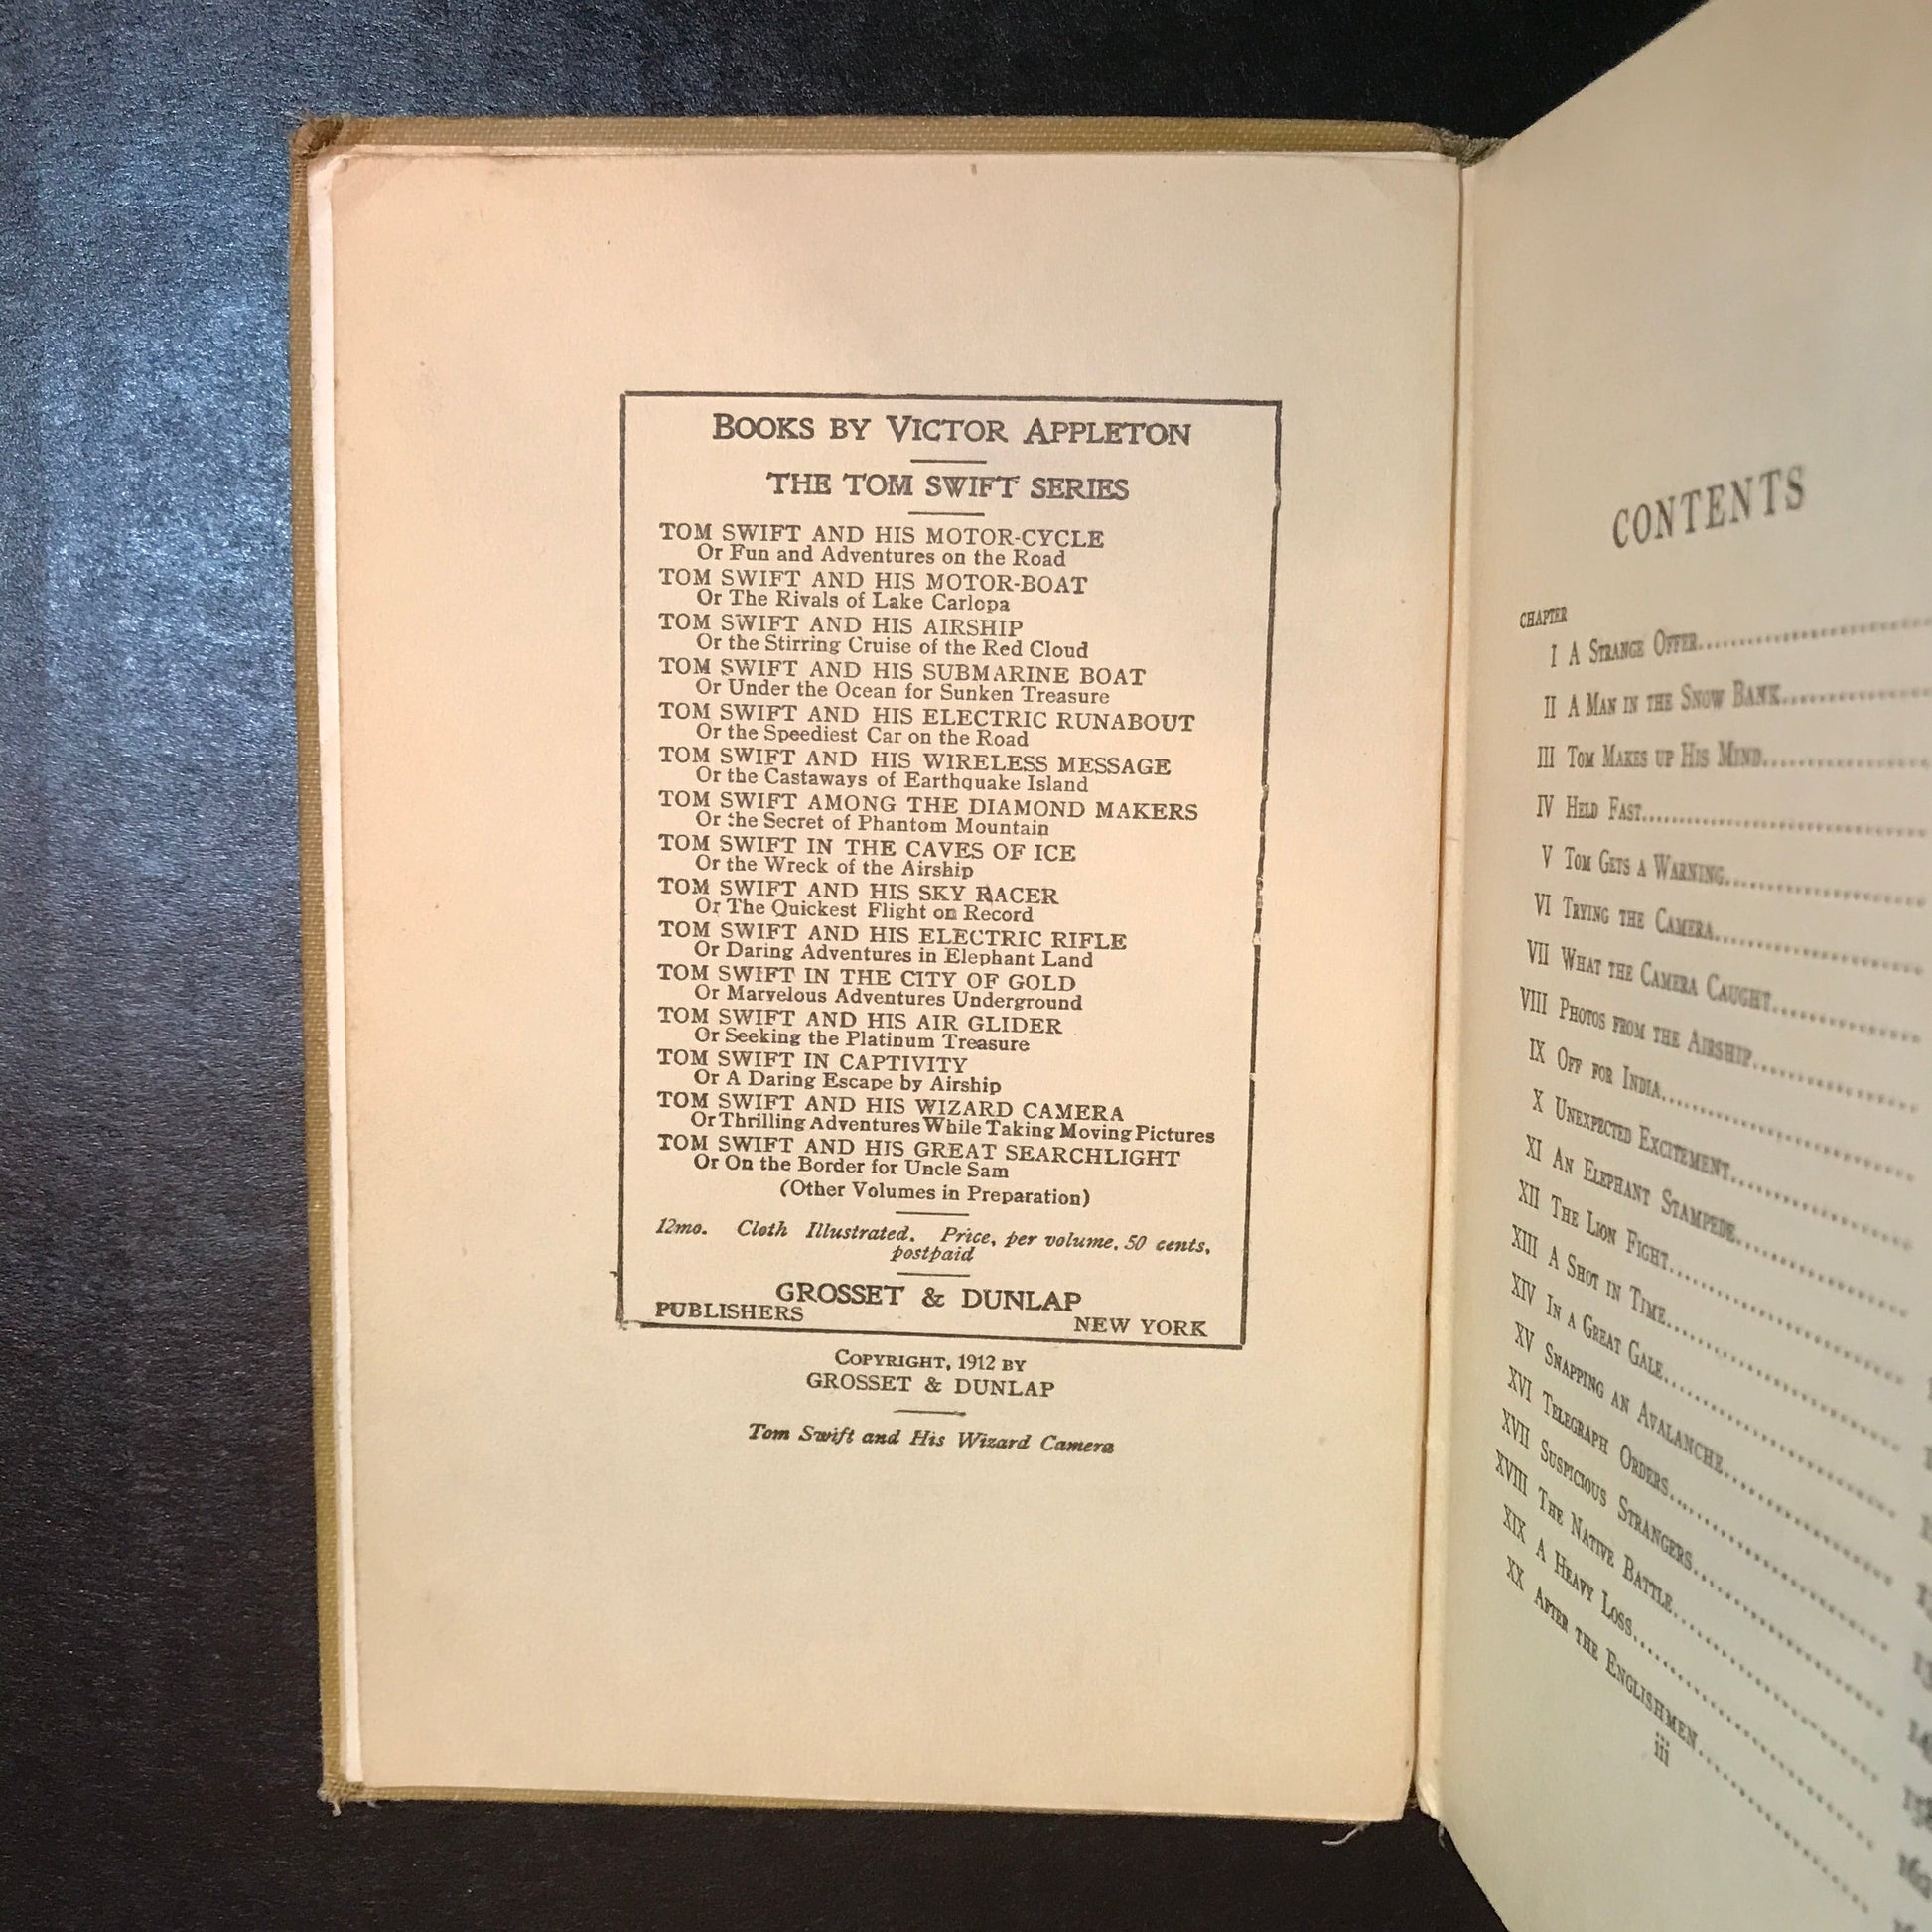 BOOKS BY VICTOR APPLETON
THE TOM SWIFT SERIES
TOM SWIFT AND HIS MOTOR-CYCLE
Or Fun and Adventures on the Road
TOM SWIFT AND HIS MOTOR-BOAT
Or The Rivals of Lake Carlopa
TOM SWIFT AND HIS AIRSHIP
Or the Stirring Cruise of the Red Cloud
TOM SWIFT AND HIS SUBMARINE BOAT
Or Under the Ocean for Sunken Treasure
TOM SWIFT AND HIS ELECTRIC RUNABOUT
Or the Speediest Car on the Road
TOM SWIFT AND HIS WIRELESS MESSAGE
Or the Castaways of Earthquake Island
TOM SWIFT AMONG THE DIAMOND MAKERS
Or the Secret of Phantom Mountain
TOM SWIFT IN THE CAVES OF ICE
Or the Wreck of the Airship
TOM SWIFT AND HIS SKY RACER
Or The Quickest Flight on Record
TOM SWIFT AND HIS ELECTRIC RIFLE
Or Daring Adventures in Elephant Land
TOM SWIFT IN THE CITY OF GOLD
Or Marvelous Adventures Underground
TOM SWIFT AND HIS AIR GLIDER
Or Seeking the Platinum Treasure
TOM SWIFT IN CAPTIVITY
Or A Daring Escape by Airship
TOM SWIFT AND HIS WIZARD CAMERA
Or Thrilling Adventures While Taking Moving Pictures
TOM SWIFT AND HIS GREAT SEARCHLIGHT
Or On the Border for Uncle Sam
(Other Volumes in Preparation)
12mo. Cloth Illustrated. Price, per volume, 50 cents,
postpaid
GROSSET & DUNLAP
PUBLISHERS NEW YORK
COPYRIGHT, 1912 BY
GROSSET & DUNLAP
Tom Swift and His Wizard Camera
CONTENTS
CHAPTER
I A STRANGE OFFER
II A MAN IN THE SNOW BANK
III TOM MAKES UP HIS MIND
IV HELD FAST
V TOM GETS A WARNING
VI TRYING THE CAMERA
VII WHAT THE CAMERA CAUGHT
VIII PHOTOS FROM THE AIRSHIP
IX OFF FOR INDIA
X UNEXPECTED EXCITEMENT
XI AN ELEPHANT STAMPEDE
XII THE LION FIGHT
XIII A SHOT IN TIME
XIV IN A GREAT GALE
XV SNAPPING AN AVALANCHE
XVI TELEGRAPH ORDERS
XVII SUSPICIOUS STRANGERS
XVIII THE NATIVE BATTLE
XIX A HEAVY LOSS
XX AFTER THE ENGLISHMEN
iii